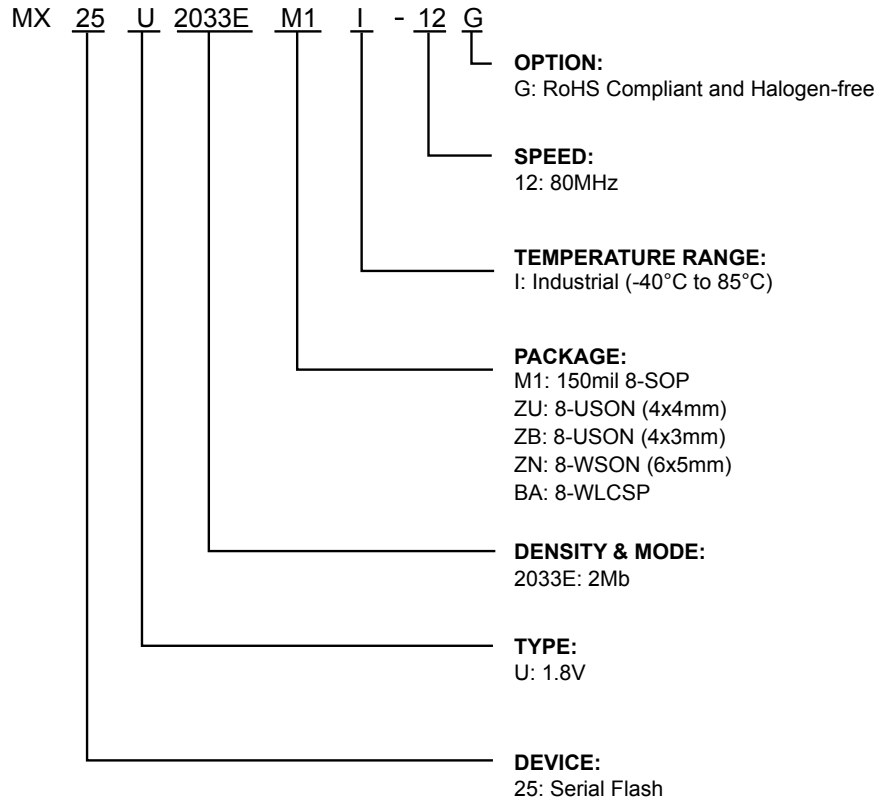 MX 25 U 2033E M1 I - 12 G
OPTION:
G: RoHS Compliant and Halogen-free
SPEED:
12: 80MHz
TEMPERATURE RANGE:
I: Industrial (-40°C to 85°C)
PACKAGE:
M1: 150mil 8-SOP
ZU: 8-USON (4x4mm)
ZB: 8-USON (4x3mm)
ZN: 8-WSON (6x5mm)
BA: 8-WLCSP
DENSITY & MODE:
2033E: 2Mb
TYPE:
U: 1.8V
DEVICE:
25: Serial Flash